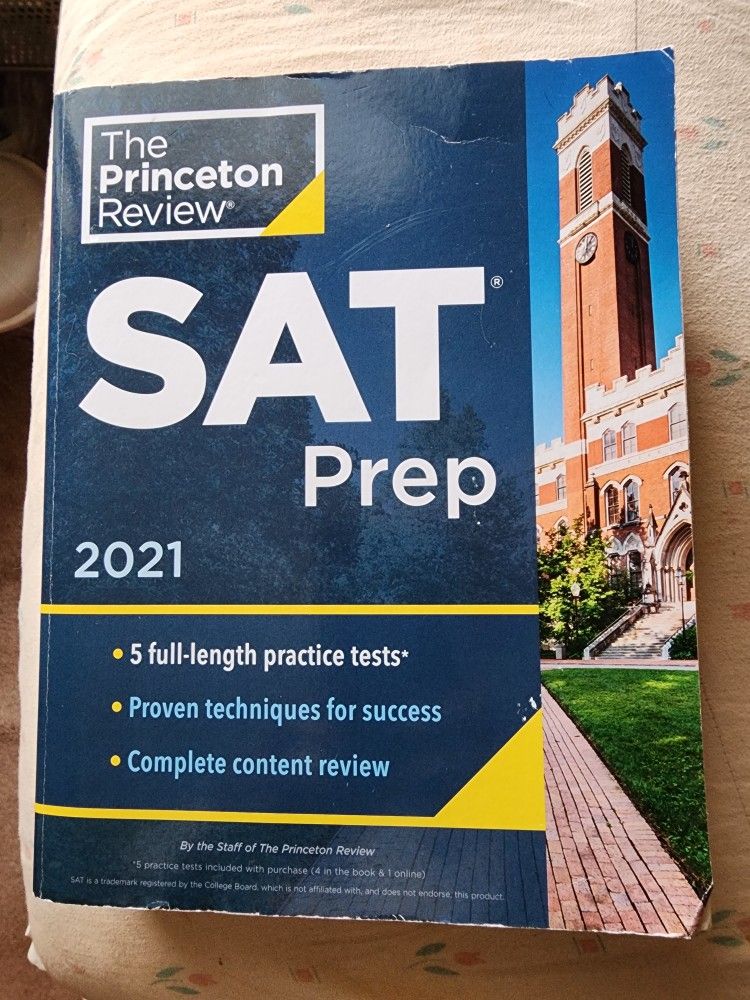 The
Princeton
Review®
SAT®
Prep
2021
• 5 full-length practice tests*
• Proven techniques for success
• Complete content review
By the Staff of The Princeton Review
*5 practice tests included with purchase (4 in the book & 1 online)
SAT is a trademark registered by the College Board, which is not affiliated with, and does not endorse, this product.